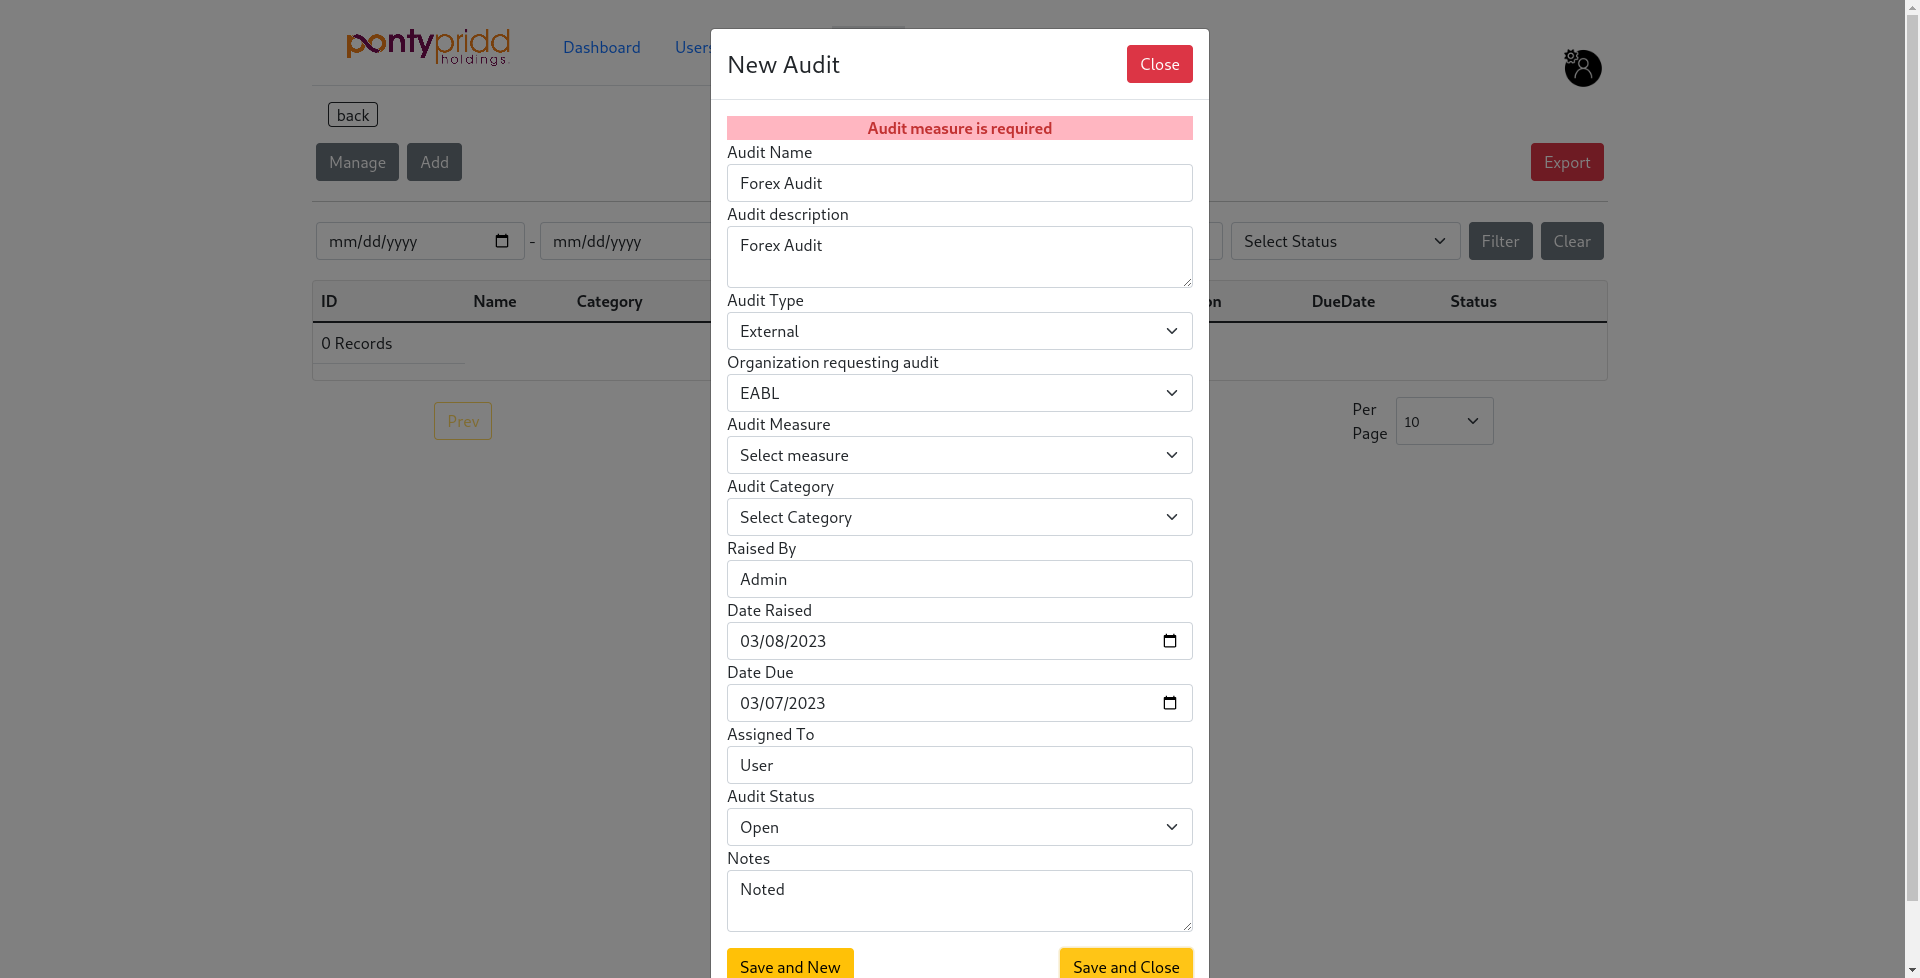 pontypridd
holdings
Dashboard
Users
New Audit
Close
back
Manage
Add
Export
Audit measure is required
Audit Name
Forex Audit
Audit description
Forex Audit
mm/dd/yyyy
-
mm/dd/yyyy
Select Status
Filter
Clear
ID
Name
Category
DueDate
Status
0 Records
Prev
Per
Page
10
Audit Type
External
Organization requesting audit
EABL
Audit Measure
Select measure
Audit Category
Select Category
Raised By
Admin
Date Raised
03/08/2023
Date Due
03/07/2023
Assigned To
User
Audit Status
Open
Notes
Noted
Save and New
Save and Close